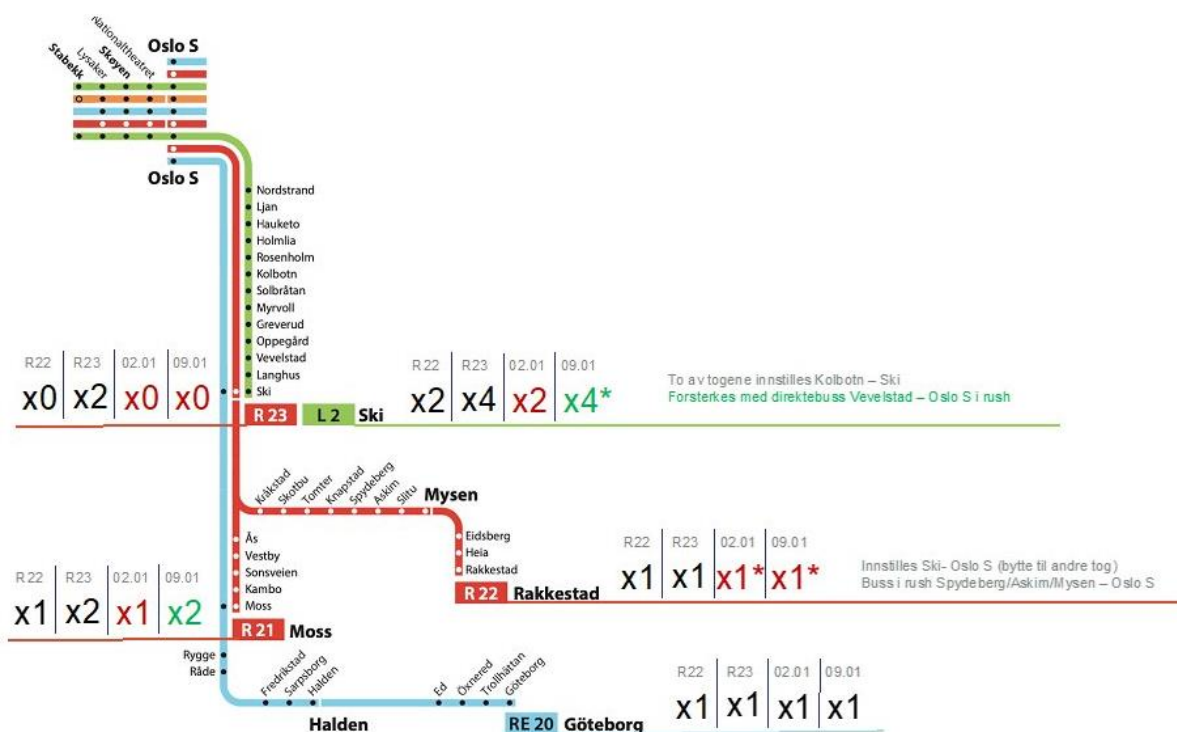 Oslo S
Nationaltheatret
Skøyen
Lysaker
Stabekk
Oslo S
Nordstrand
Ljan
Hauketo
Holmlia
Rosenholm
Kolbotn
Solbråtan
Myrvoll
Greverud
Oppegård
Vevelstad
Langhus
Ski
R22 R23 02.01 09.01
x0 x2 x0 x0
R22 R23 02.01 09.01
x2 x4 x2 x4*
To av togene innstilles Kolbotn – Ski
Forsterkes med direktebuss Vevelstad – Oslo S i rush
R 23 L 2 Ski
Kråkstad
Skotbu
Tomter
Knapstad
Spydeberg
Askim
Slitu
Mysen
Eidsberg
Heia
Rakkestad
R 22 Rakkestad
R22 R23 02.01 09.01
x1 x1 x1* x1*
Innstilles Ski- Oslo S (bytte til andre tog)
Buss i rush Spydeberg/Askim/Mysen – Oslo S
Ås
Vestby
Sonsveien
Kambo
Moss
R22 R23 02.01 09.01
x1 x2 x1 x2
R 21 Moss
Rygge
Råde
Fredrikstad
Sarpsborg
Halden
Halden
Ed
Öxnered
Trollhättan
Göteborg
RE 20 Göteborg
R22 R23 02.01 09.01
x1 x1 x1 x1